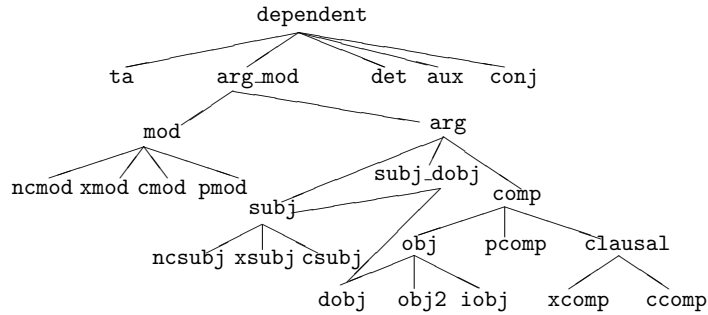 dependent
ta arg_mod det aux conj
mod arg
ncmod xmod cmod pmod subj_dobj
subj comp
ncsubj xsubj csubj obj pcomp clausal
dobj obj2 iobj xcomp ccomp